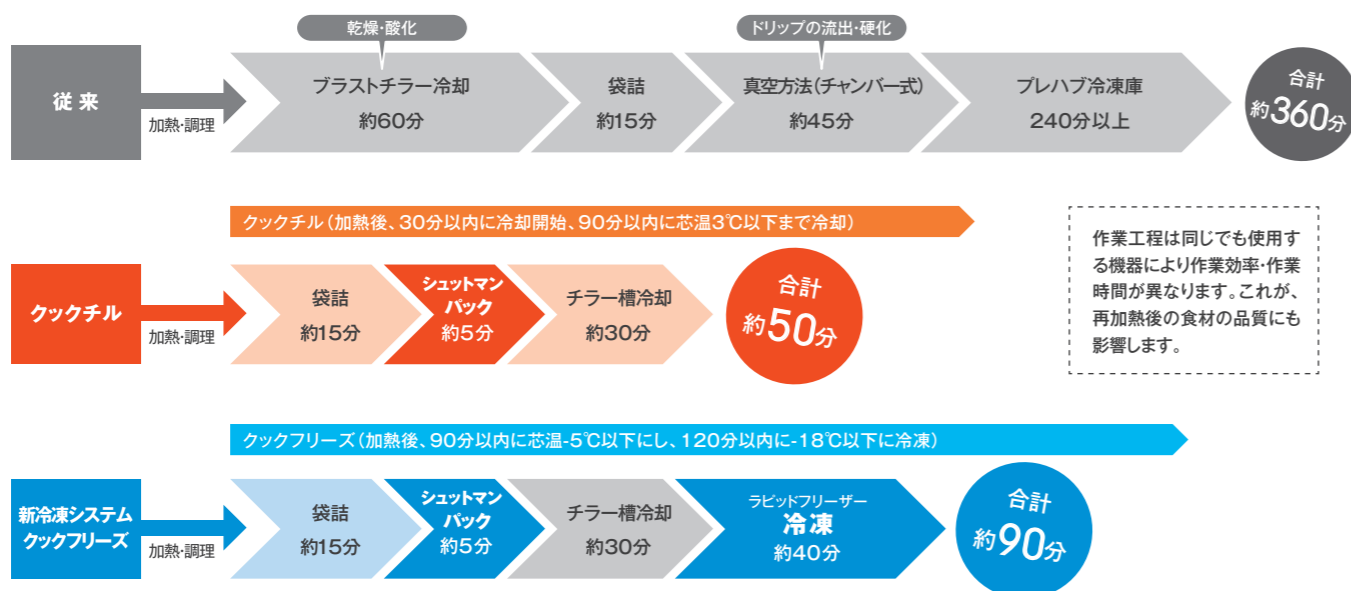 乾燥・酸化
ドリップの流出・硬化
従来
加熱・調理
ブラストチラー冷却
約60分
袋詰
約15分
真空方法(チャンバー式)
約45分
プレハブ冷凍庫
240分以上
合計
約360分
クックチル(加熱後、30分以内に冷却開始、90分以内に芯温3℃以下まで冷却)
クックチル
加熱・調理
袋詰
約15分
シュットマン
パック
約5分
チラー槽冷却
約30分
合計
約50分
作業工程は同じでも使用す
る機器により作業効率・作業
時間が異なります。これが、
再加熱後の食材の品質にも
影響します。
クックフリーズ(加熱後、90分以内に芯温-5℃以下にし、120分以内に-18℃以下に冷凍)
新冷凍システム
クックフリーズ
加熱・調理
袋詰
約15分
シュットマン
パック
約5分
チラー槽冷却
約30分
ラピッドフリーザー
冷凍
約40分
合計
約90分